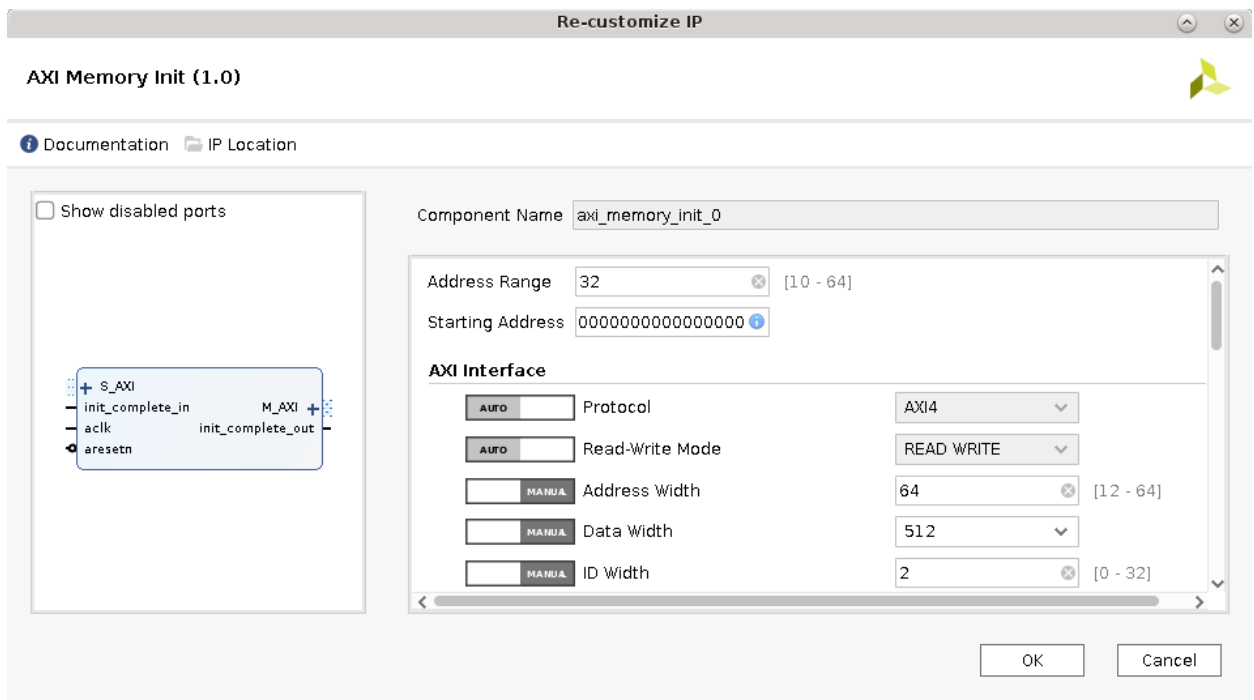 Re-customize IP
AXI Memory Init (1.0)
Documentation IP Location
Show disabled ports
S_AXI
init_complete_in M_AXI
aclk init_complete_out
aresetn
Component Name axi_memory_init_0
Address Range 32 [10 - 64]
Starting Address 0000000000000000
AXI Interface
AUTO Protocol AXI4
AUTO Read-Write Mode READ WRITE
MANUA Address Width 64 [12 - 64]
MANUA Data Width 512
MANUA ID Width 2 [0 - 32]
OK Cancel